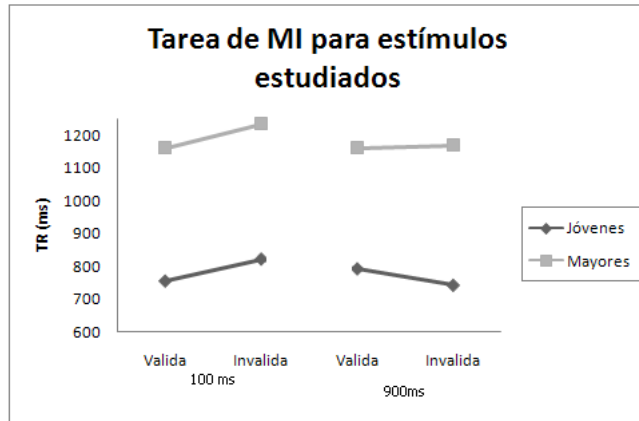 Tarea de MI para estímulos
estudiados
TR (ms)
1200
1100
1000
900
800
700
600
Valida Invalida Valida Invalida
100 ms 900ms
Jóvenes
Mayores